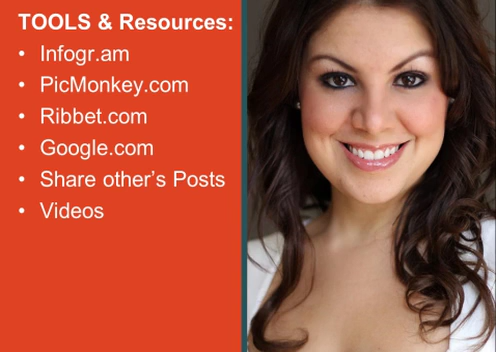 TOOLS & Resources:
• Infogr.am
• PicMonkey.com
• Ribbet.com
• Google.com
• Share other’s Posts
• Videos